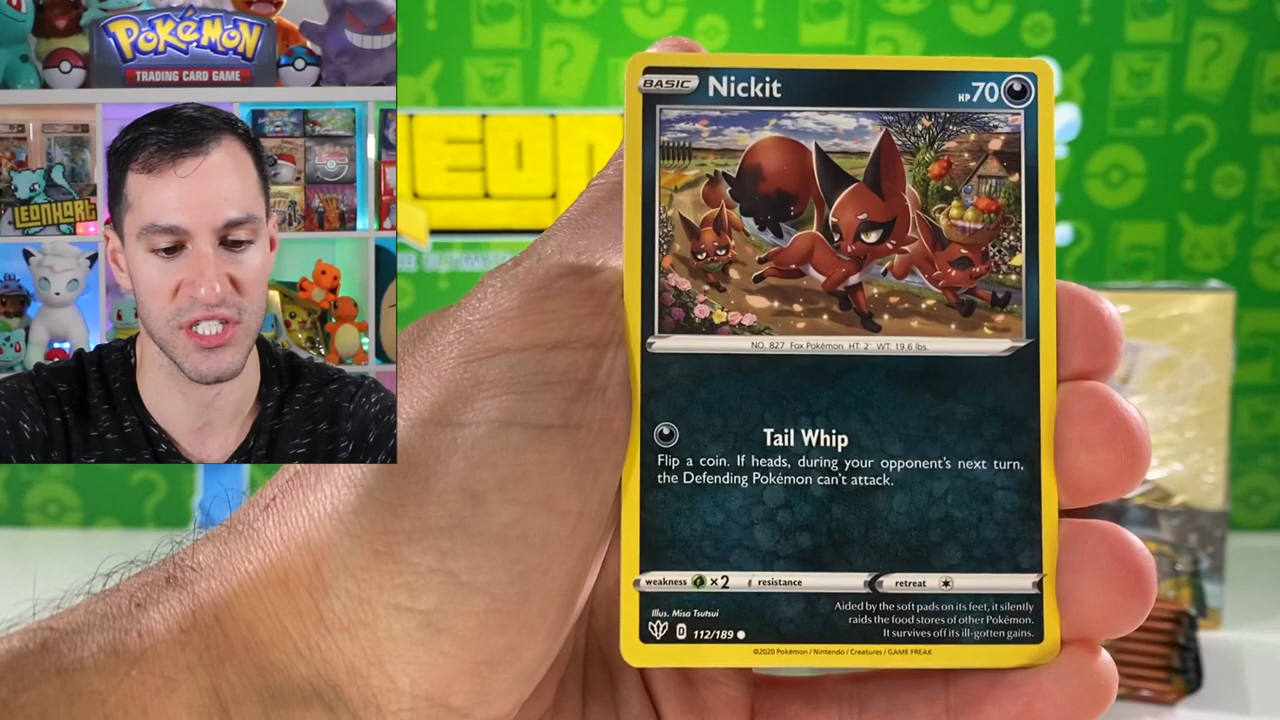 POKéMON
TRADING CARD GAME
LEONHART
LEON
BASIC Nickit HP 70
NO. 827 Fox Pokémon HT: 2' WT: 19.6 lbs.
Tail Whip
Flip a coin. If heads, during your opponent's next turn,
the Defending Pokémon can't attack.
weakness ×2 resistance retreat
Illus. Misa Tsutsui
D 112/189
Aided by the soft pads on its feet, it silently
raids the food stores of other Pokémon.
It survives off its ill-gotten gains.
©2020 Pokémon / Nintendo / Creatures / GAME FREAK